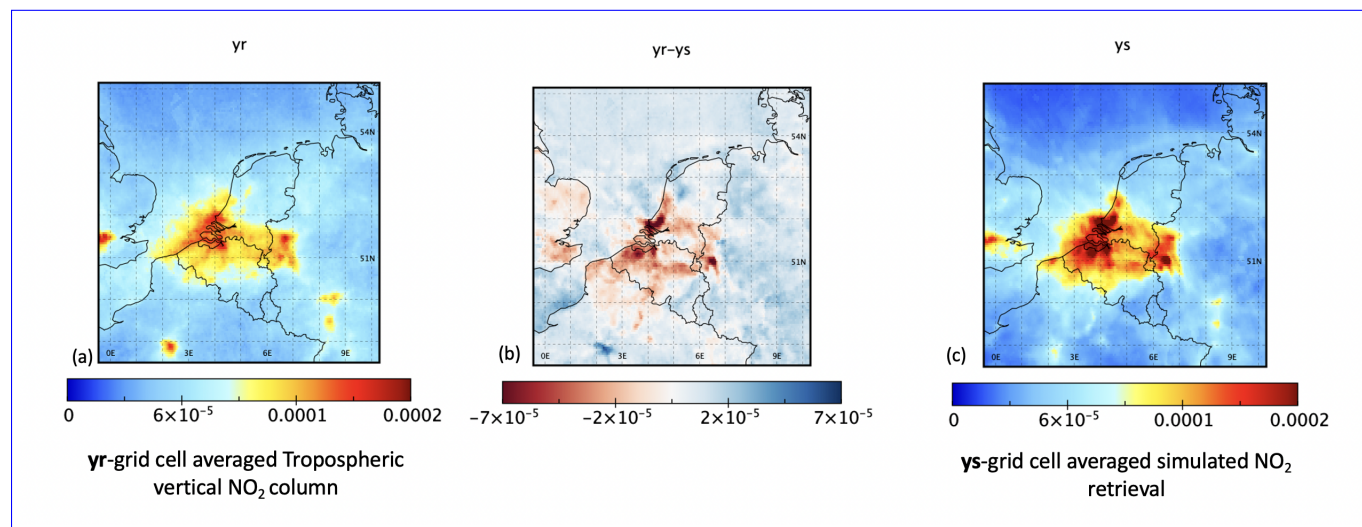 yr
yr−ys
ys
54N
51N
0E 3E 6E 9E
(a)
54N
51N
0E 3E 6E 9E
(b)
54N
51N
0E 3E 6E 9E
(c)
0 6×10⁻⁵ 0.0001 0.0002
−7×10⁻⁵ −2×10⁻⁵ 2×10⁻⁵ 7×10⁻⁵
0 6×10⁻⁵ 0.0001 0.0002
yr-grid cell averaged Tropospheric
vertical NO₂ column
ys-grid cell averaged simulated NO₂
retrieval